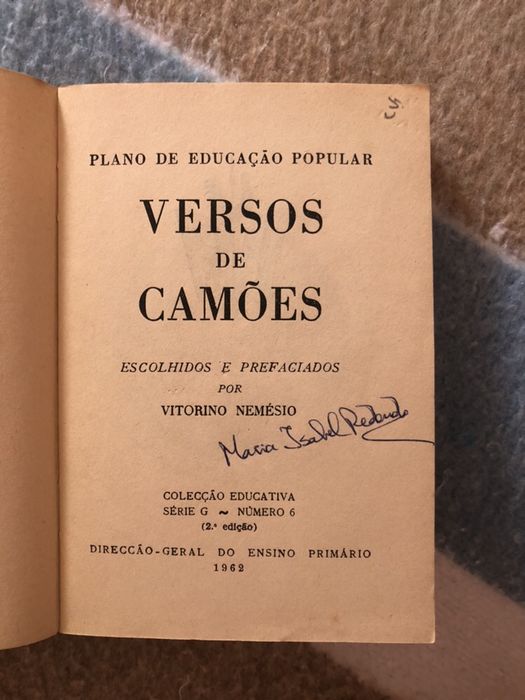 PLANO DE EDUCAÇÃO POPULAR
VERSOS
DE
CAMÕES
ESCOLHIDOS E PREFACIADOS
POR
VITORINO NEMÉSIO
Maria Isabel Redondo
COLECÇÃO EDUCATIVA
SÉRIE G ~ NÚMERO 6
(2.ª edição)
DIRECCÃO-GERAL DO ENSINO PRIMÁRIO
1962